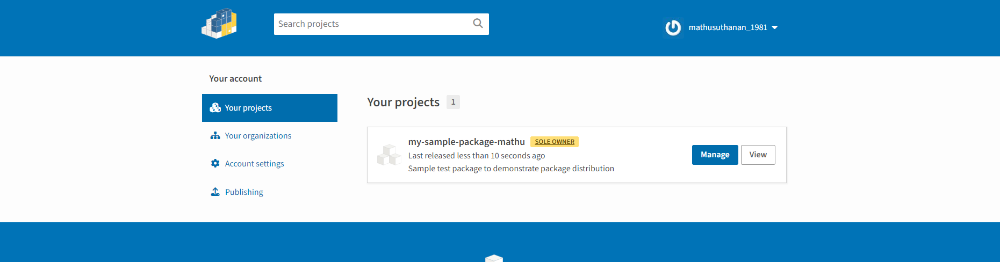 Search projects
mathusuthanan_1981
Your account
Your projects
Your organizations
Account settings
Publishing
Your projects 1
my-sample-package-mathu SOLE OWNER
Last released less than 10 seconds ago
Sample test package to demonstrate package distribution
Manage View